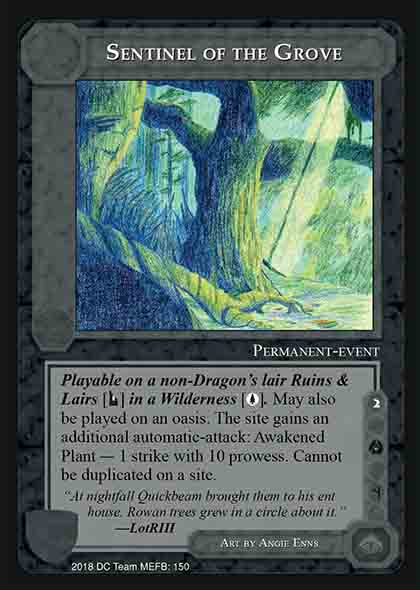 Sentinel of the Grove
Permanent-event
Playable on a non-Dragon's lair Ruins &
Lairs [] in a Wilderness []. May also
be played on an oasis. The site gains an
additional automatic-attack: Awakened
Plant — 1 strike with 10 prowess. Cannot
be duplicated on a site.
2
“At nightfall Quickbeam brought them to his ent
house. Rowan trees grew in a circle about it.”
—LotRIII
Art by Angie Enns
2018 DC Team MEFB: 150